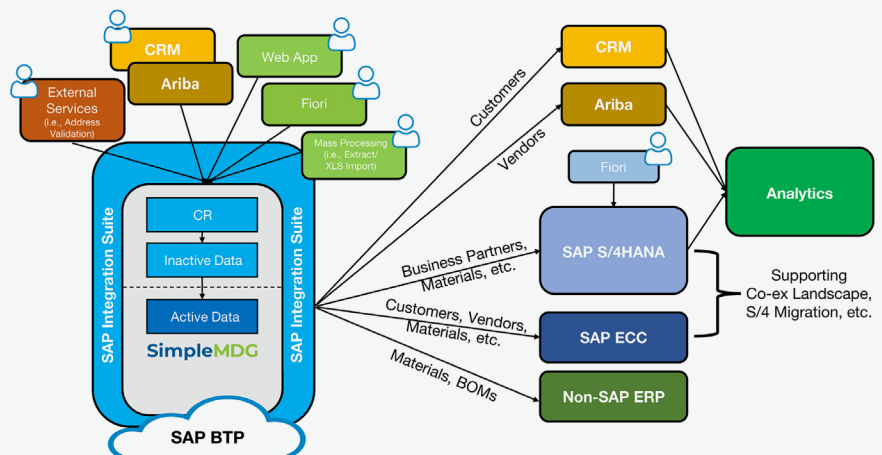 CRM
Ariba
External
Services
(i.e., Address
Validation)
Web App
Fiori
Mass Processing
(i.e., Extract/
XLS Import)
SAP Integration Suite
CR
Inactive Data
Active Data
SimpleMDG
SAP Integration Suite
SAP BTP
Customers
Vendors
Business Partners,
Materials, etc.
Customers, Vendors,
Materials, etc.
Materials, BOMs
CRM
Ariba
Fiori
SAP S/4HANA
SAP ECC
Non-SAP ERP
Analytics
Supporting
Co-ex Landscape,
S/4 Migration, etc.